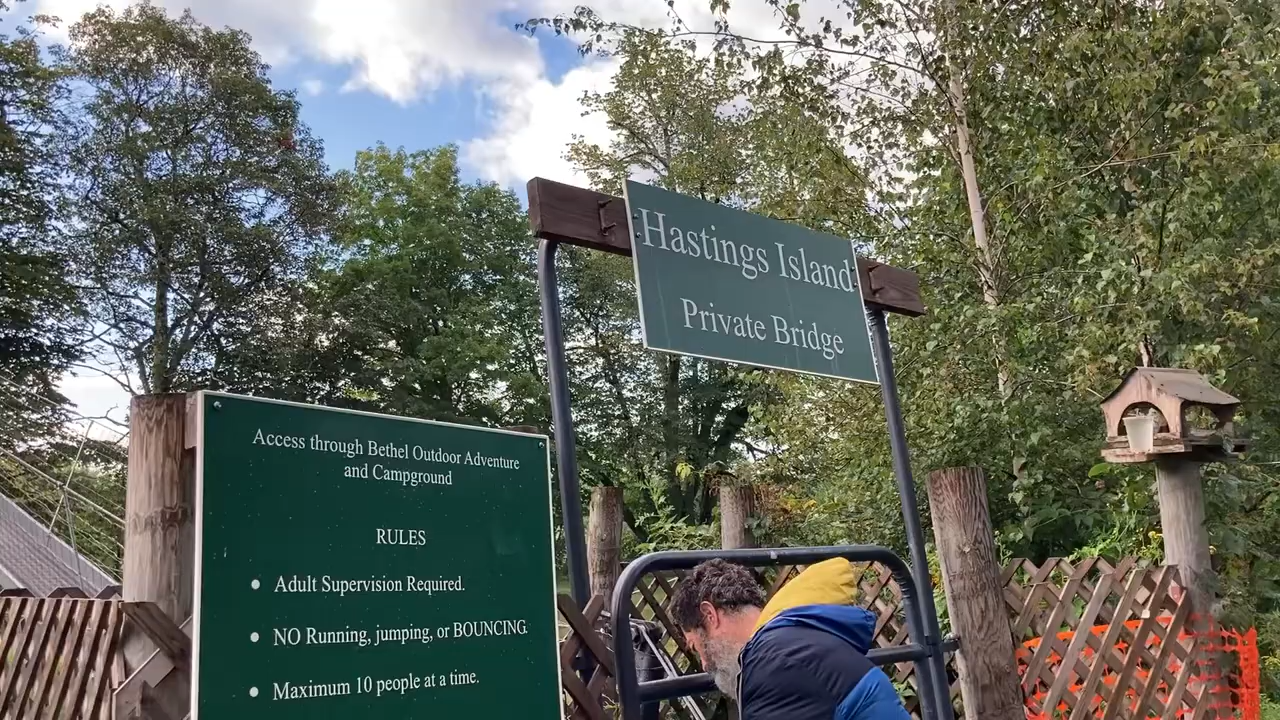 Hastings Island
Private Bridge
Access through Bethel Outdoor Adventure
and Campground
RULES
• Adult Supervision Required.
• NO Running, jumping, or BOUNCING.
• Maximum 10 people at a time.